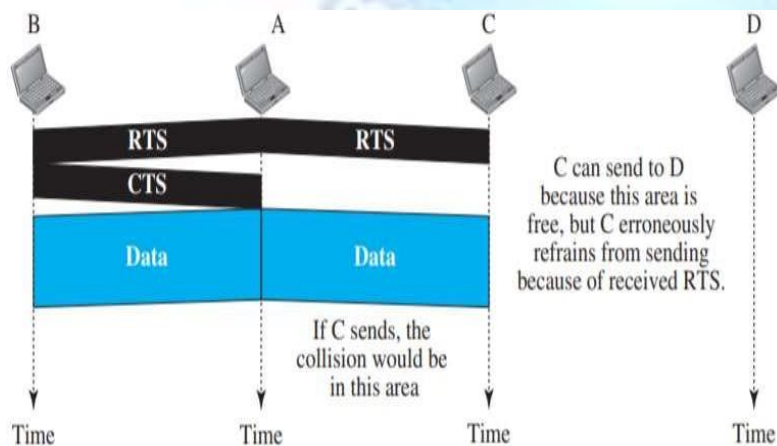 B A C D
RTS RTS
CTS
Data Data
C can send to D
because this area is
free, but C erroneously
refrains from sending
because of received RTS.
If C sends, the
collision would be
in this area
Time Time Time Time